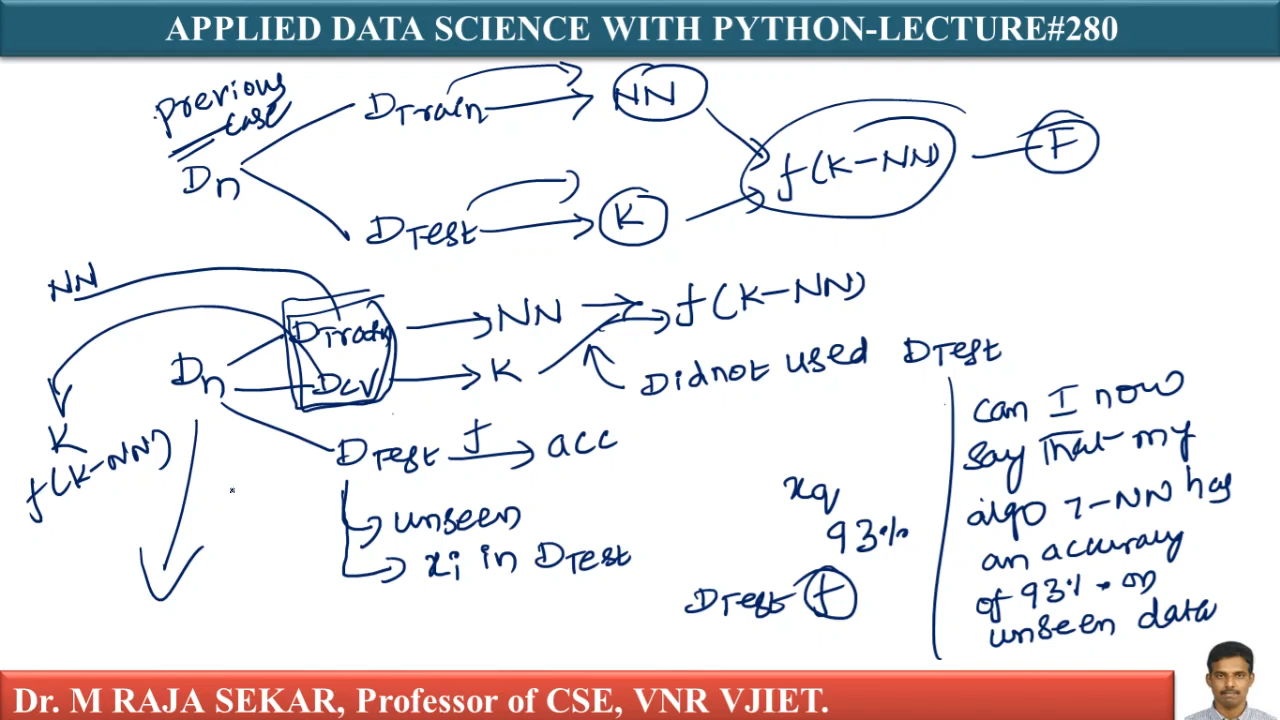 APPLIED DATA SCIENCE WITH PYTHON-LECTURE#280
previous
case
Dn
DTrain
NN
DTest
K
f(K-NN)
F
NN
Dn
DTrain
NN
f(K-NN)
DCV
K
Did not used DTest
K
f(K-NN)
DTest f acc
unseen
xi in DTest
xq
93%
DTest f
can I now
say that my
algo 7-NN has
an accuracy
of 93% on
unseen data
Dr. M RAJA SEKAR, Professor of CSE, VNR VJIET.